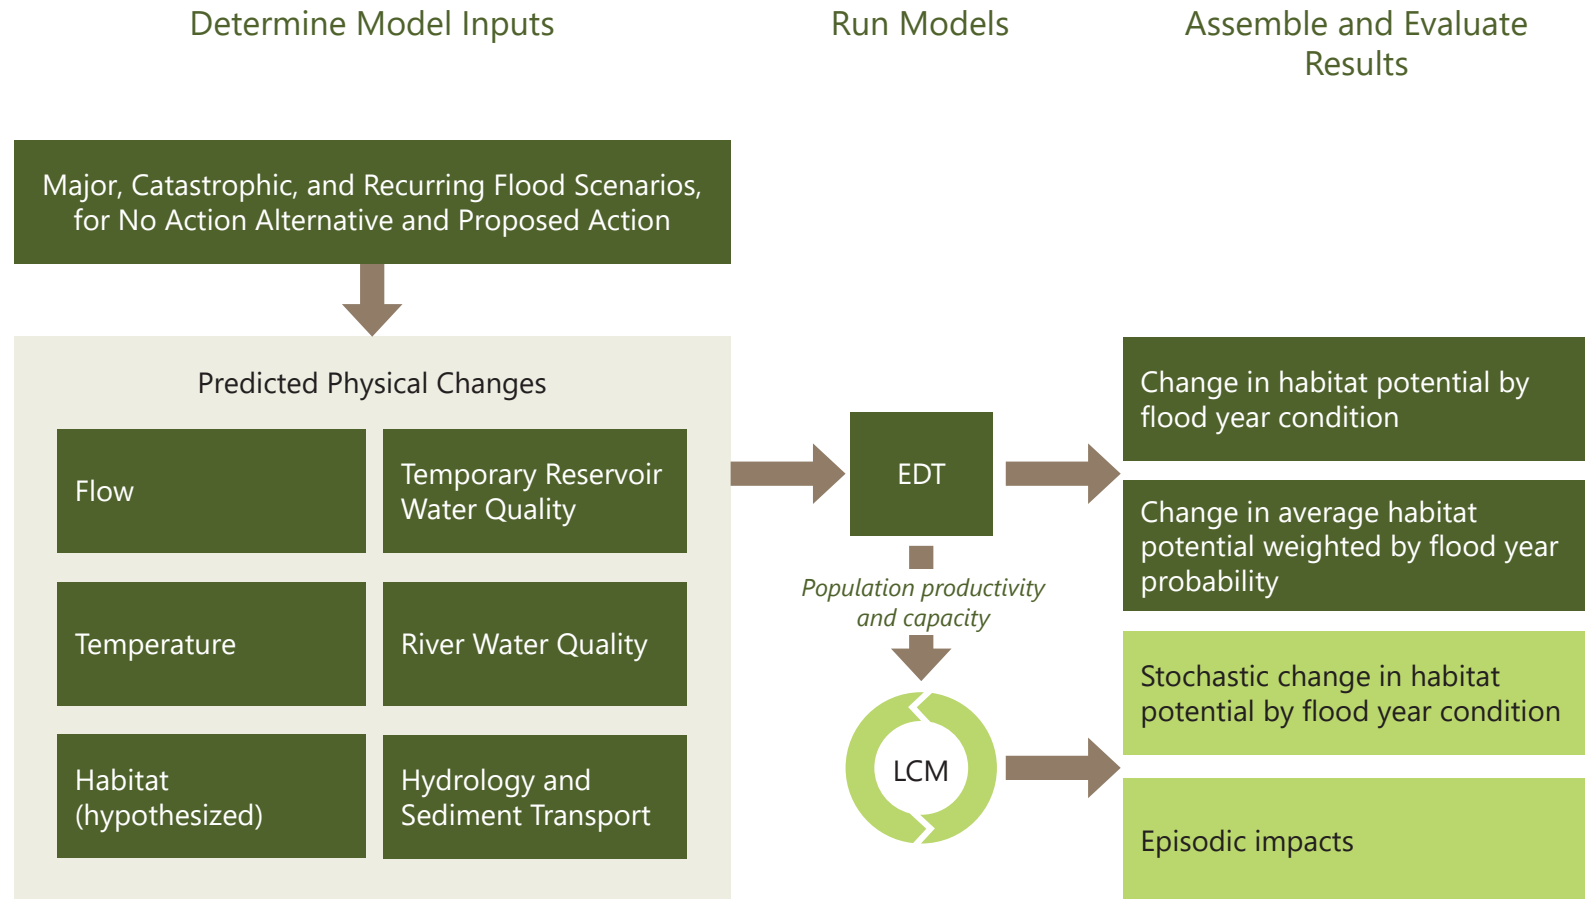 Determine Model Inputs
Run Models
Assemble and Evaluate
Results
Major, Catastrophic, and Recurring Flood Scenarios,
for No Action Alternative and Proposed Action
Predicted Physical Changes
Flow
Temporary Reservoir
Water Quality
Temperature
River Water Quality
Habitat
(hypothesized)
Hydrology and
Sediment Transport
EDT
Population productivity
and capacity
LCM
Change in habitat potential by
flood year condition
Change in average habitat
potential weighted by flood year
probability
Stochastic change in habitat
potential by flood year condition
Episodic impacts